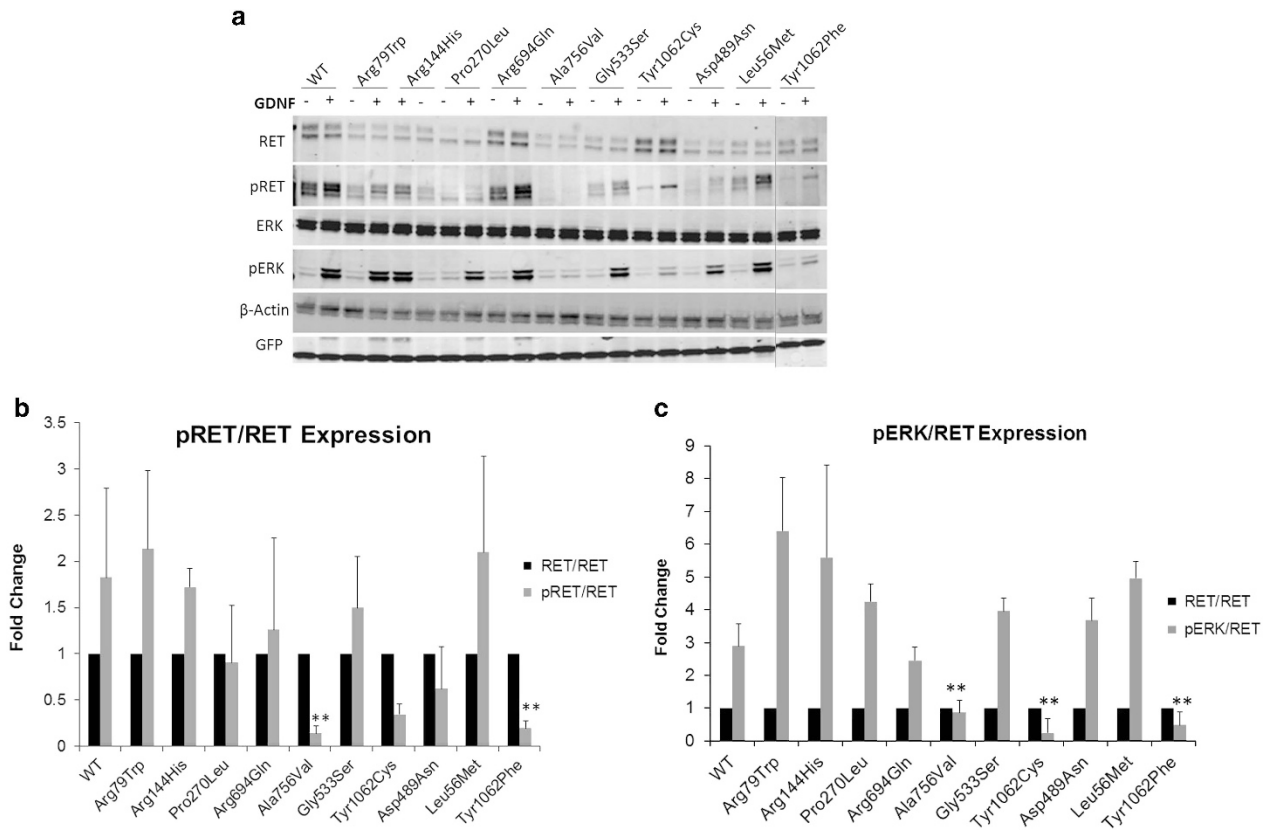 a
WT Arg79Trp Arg144His Pro270Leu Arg694Gln Ala756Val Gly533Ser Tyr1062Cys Asp489Asn Leu56Met Tyr1062Phe
GDNF - + - + + - - + - + - + - + - + - + - + - +
RET
pRET
ERK
pERK
β-Actin
GFP
b
pRET/RET Expression
Fold Change
3.5
3
2.5
2
1.5
1
0.5
0
**
**
RET/RET
pRET/RET
WT Arg79Trp Arg144His Pro270Leu Arg694Gln Ala756Val Gly533Ser Tyr1062Cys Asp489Asn Leu56Met Tyr1062Phe
c
pERK/RET Expression
Fold Change
9
8
7
6
5
4
3
2
1
0
**
**
**
RET/RET
pERK/RET
WT Arg79Trp Arg144His Pro270Leu Arg694Gln Ala756Val Gly533Ser Tyr1062Cys Asp489Asn Leu56Met Tyr1062Phe